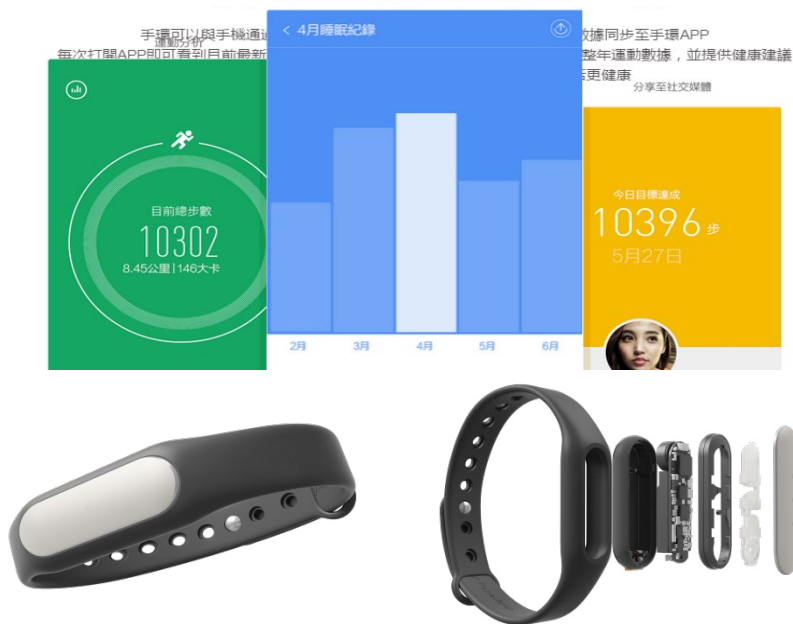 手環可以與手機通過
數據同步至手環APP
每次打開APP即可看到目前最新
整年運動數據，並提供健康建議
更健康
運動分析
目前總步數
10302
8.45公里|146大卡
< 4月睡眠紀錄
2月
3月
4月
5月
6月
分享至社交媒體
今日目標達成
10396 步
5月27日